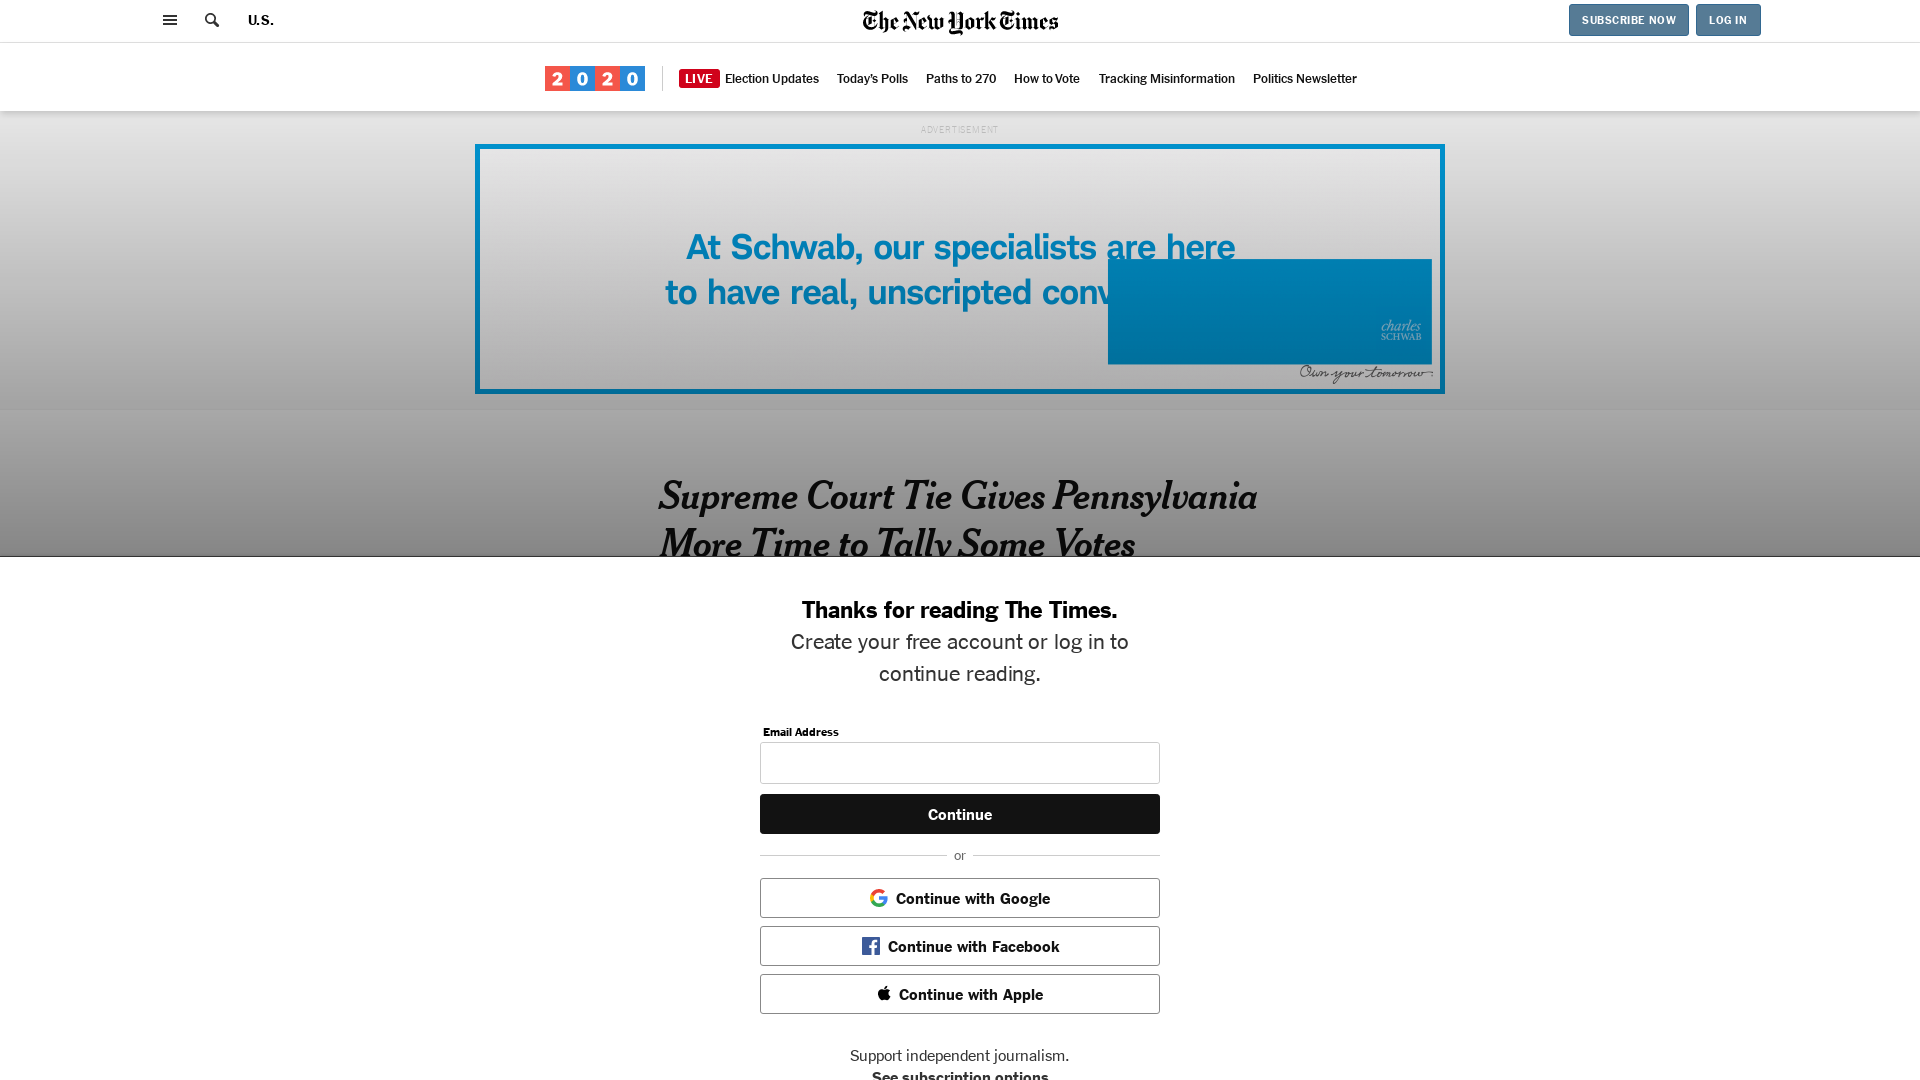 U.S.
The New York Times
SUBSCRIBE NOW
LOG IN
2020
LIVE Election Updates
Today's Polls
Paths to 270
How to Vote
Tracking Misinformation
Politics Newsletter
ADVERTISEMENT
At Schwab, our specialists are here
to have real, unscripted conv
charles
SCHWAB
Own your tomorrow.
Supreme Court Tie Gives Pennsylvania
More Time to Tally Some Votes
Thanks for reading The Times.
Create your free account or log in to
continue reading.
Email Address
Continue
or
Continue with Google
Continue with Facebook
Continue with Apple
Support independent journalism.
See subscription options